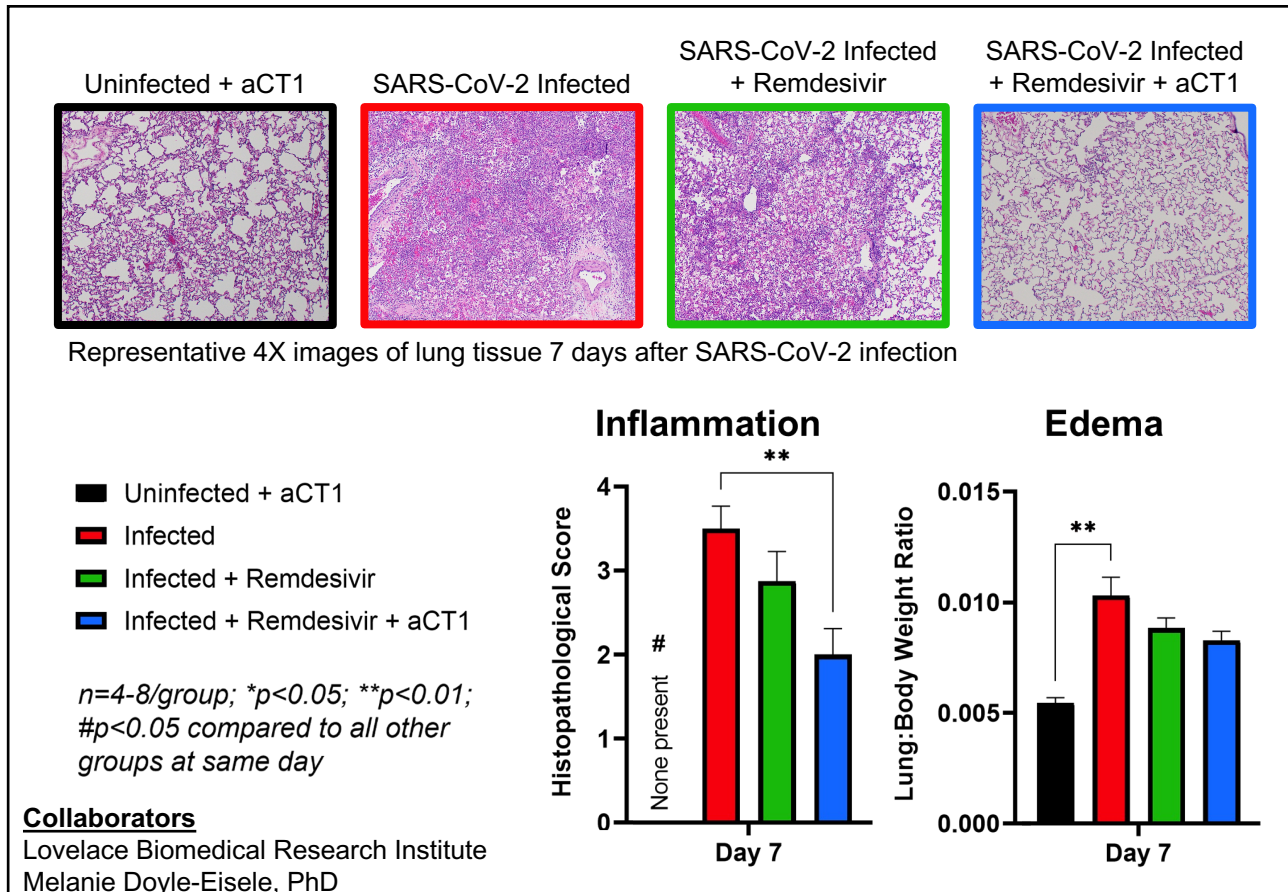 Uninfected + aCT1
SARS-CoV-2 Infected
SARS-CoV-2 Infected
+ Remdesivir
SARS-CoV-2 Infected
+ Remdesivir + aCT1
Representative 4X images of lung tissue 7 days after SARS-CoV-2 infection
Uninfected + aCT1
Infected
Infected + Remdesivir
Infected + Remdesivir + aCT1
n=4-8/group; *p<0.05; **p<0.01;
#p<0.05 compared to all other
groups at same day
Inflammation
**
Histopathological Score
4
3
2
1
0
#
None present
Day 7
Edema
**
Lung:Body Weight Ratio
0.015
0.010
0.005
0.000
Day 7
Collaborators
Lovelace Biomedical Research Institute
Melanie Doyle-Eisele, PhD